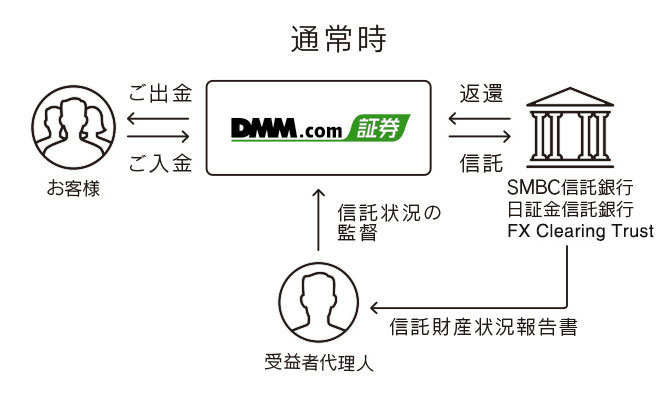 通常時
ご出金
DMM.com 証券
返還
ご入金
信託
お客様
SMBC信託銀行
日証金信託銀行
FX Clearing Trust
信託状況の
監督
信託財産状況報告書
受益者代理人